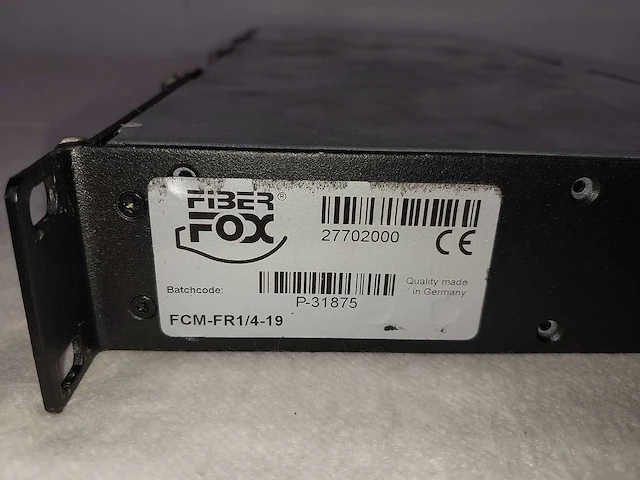 FIBER ®
FOX
27702000
CE
Batchcode:
P-31875
Quality made
in Germany
FCM-FR1/4-19